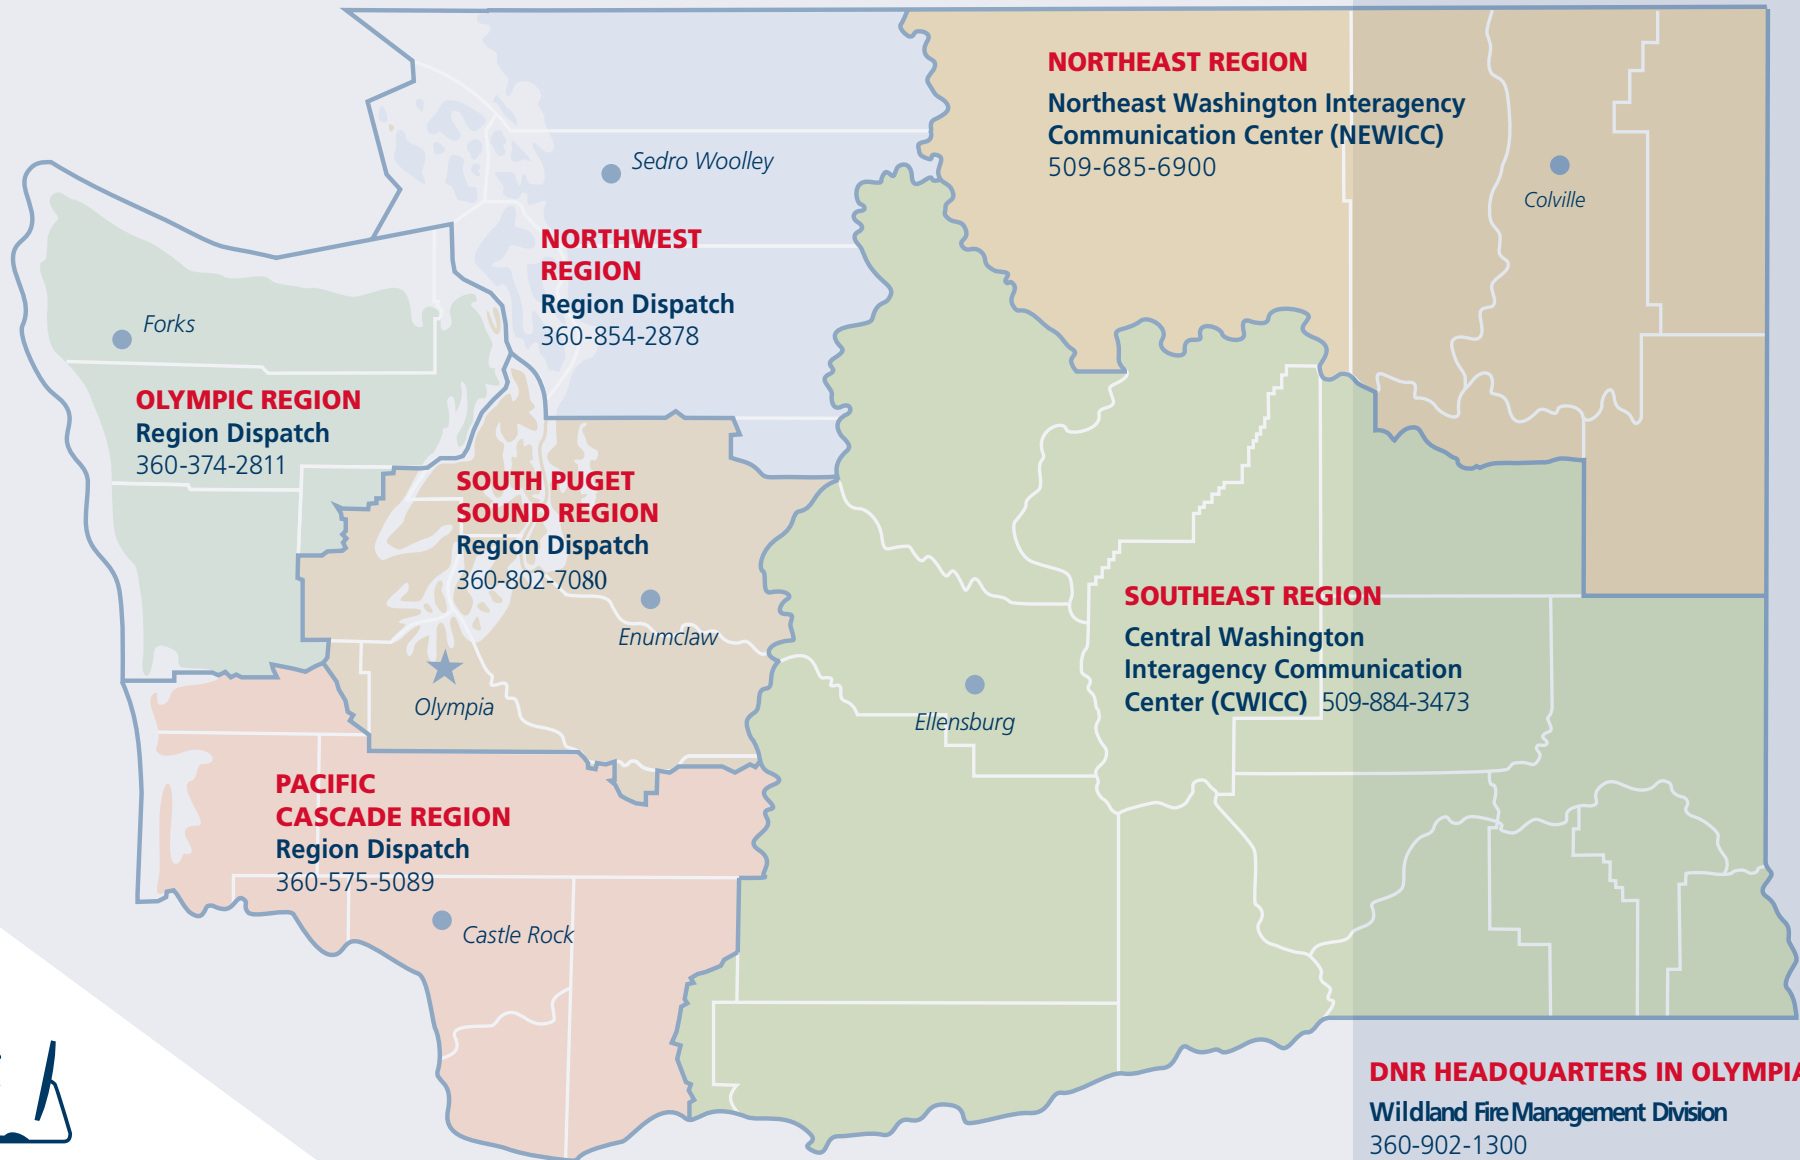 NORTHEAST REGION
Northeast Washington Interagency
Communication Center (NEWICC)
509-685-6900
Colville
Sedro Woolley
NORTHWEST
REGION
Region Dispatch
360-854-2878
Forks
OLYMPIC REGION
Region Dispatch
360-374-2811
SOUTH PUGET
SOUND REGION
Region Dispatch
360-802-7080
Enumclaw
Olympia
SOUTHEAST REGION
Central Washington
Interagency Communication
Center (CWICC) 509-884-3473
Ellensburg
PACIFIC
CASCADE REGION
Region Dispatch
360-575-5089
Castle Rock
DNR HEADQUARTERS IN OLYMPIA
Wildland Fire Management Division
360-902-1300